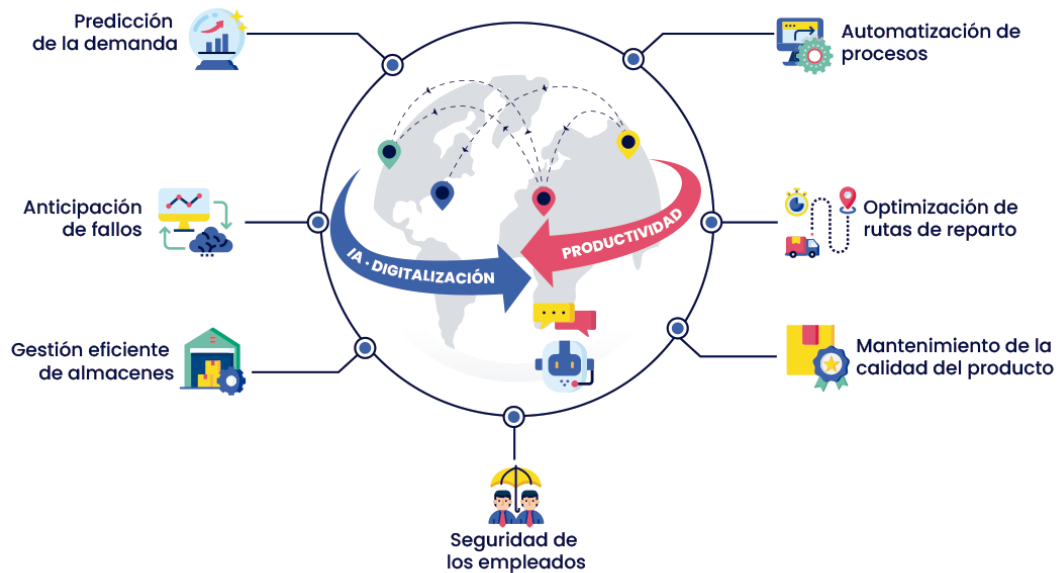 Predicción
de la demanda
Automatización de
procesos
Anticipación
de fallos
Optimización de
rutas de reparto
IA · DIGITALIZACIÓN
PRODUCTIVIDAD
Gestión eficiente
de almacenes
Mantenimiento de la
calidad del producto
Seguridad de
los empleados